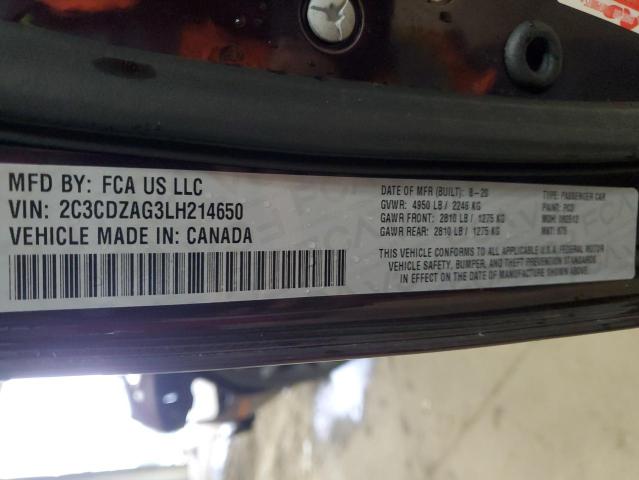 MFD BY: FCA US LLC
VIN: 2C3CDZAG3LH214650
VEHICLE MADE IN: CANADA
DATE OF MFR (BUILT): 8-20
GVWR: 4950 LB / 2246 KG
GAWR FRONT: 2810 LB / 1275 KG
GAWR REAR: 2810 LB / 1275 KG
TYPE: PASSENGER CAR
PAINT:
MDH:
THIS VEHICLE CONFORMS TO ALL APPLICABLE U.S.A. FEDERAL MOTOR
VEHICLE SAFETY, BUMPER, AND THEFT PREVENTION STANDARDS
IN EFFECT ON THE DATE OF MANUFACTURE SHOWN ABOVE.